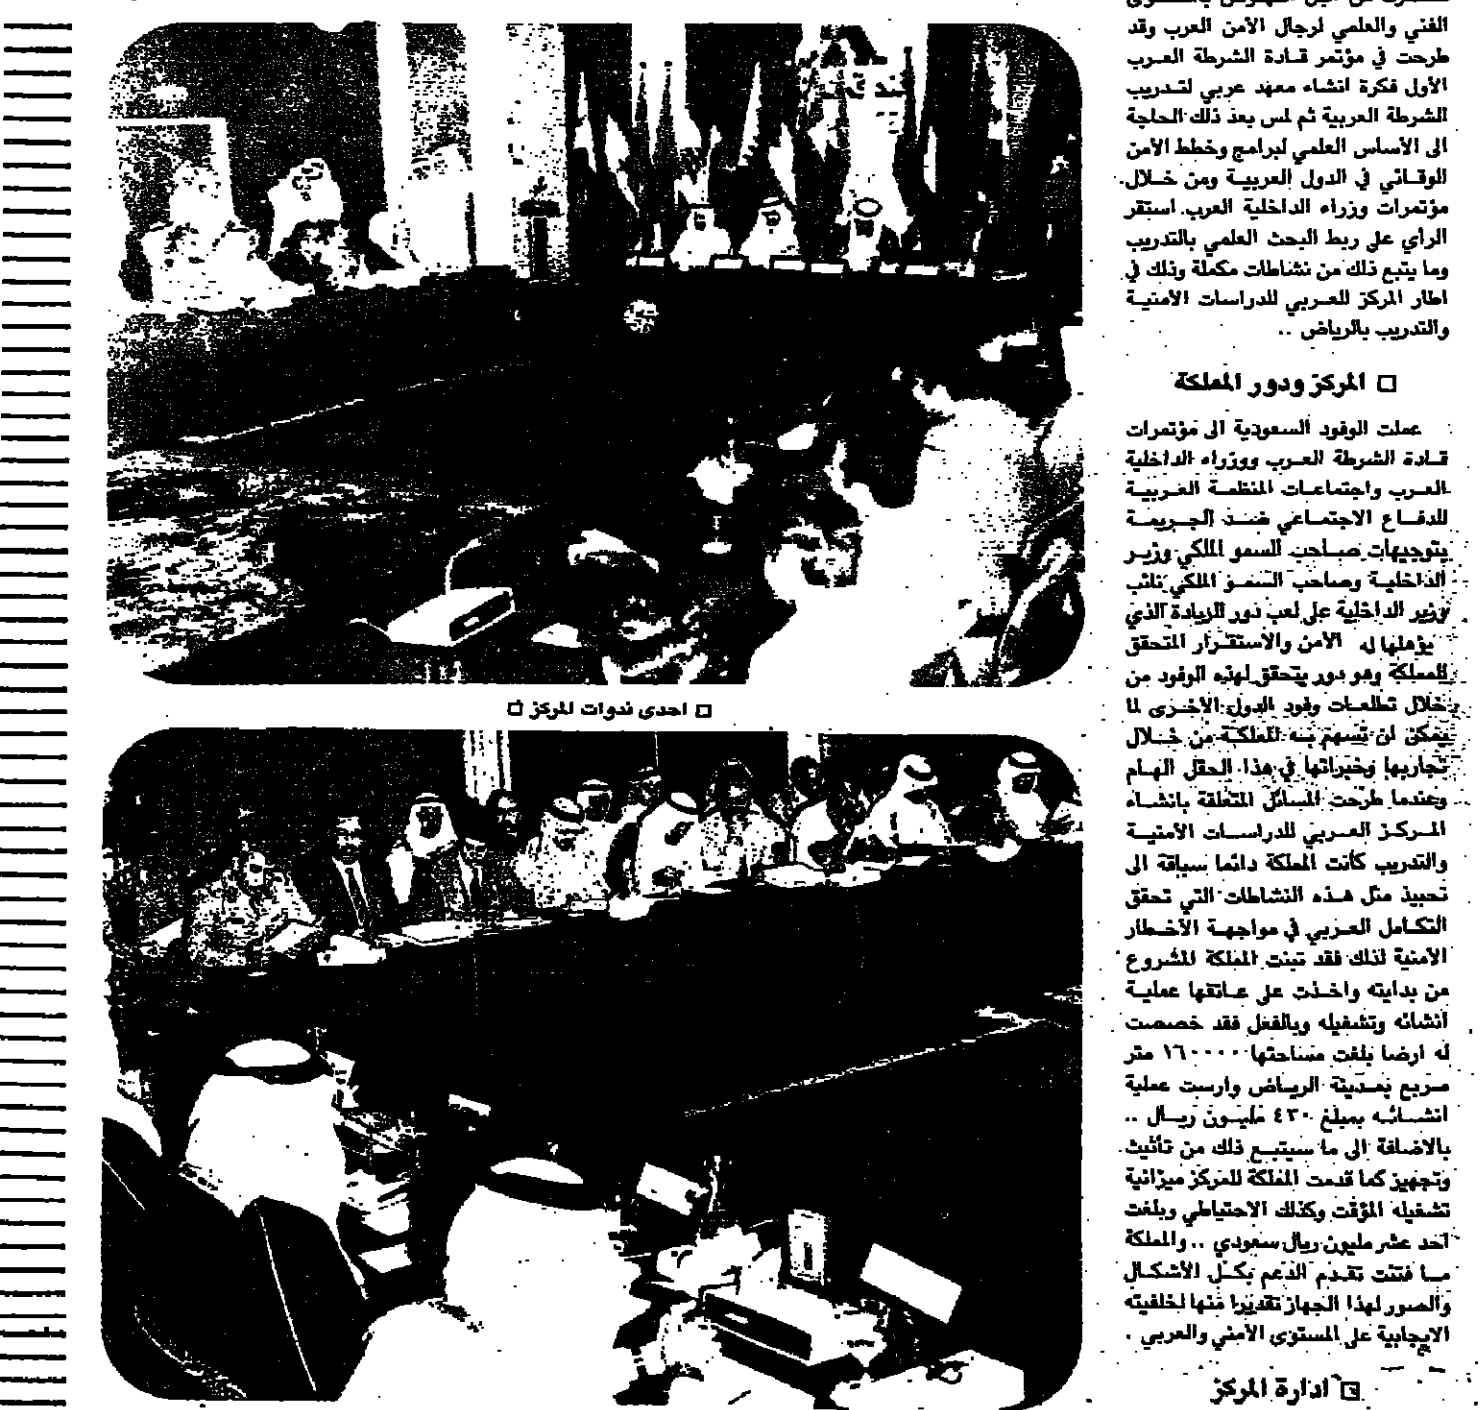 الفني والعلمي لرجال الأمن العرب وقد
طرحت في مؤتمر قادة الشرطة العرب
الأول فكرة انشاء معهد عربي لتدريب
الشرطة العربية ثم لمس بعد ذلك الحاجة
الى الأساس العلمي لبرامج وخطط الأمن
الوقائي في الدول العربية ومن خلال
مؤتمرات وزراء الداخلية العرب استقر
الرأي على ربط البحث العلمي بالتدريب
وما يتبع ذلك من نشاطات مكملة وذلك في
اطار المركز العربي للدراسات الأمنية
والتدريب بالرياض ..
□ المركز ودور المملكة
عملت الوفود السعودية الى مؤتمرات
قادة الشرطة العرب ووزراء الداخلية
العرب واجتماعات المنظمة العربية
للدفاع الاجتماعي ضد الجريمة
بتوجيهات صاحب السمو الملكي وزير
الداخلية وصاحب السمو الملكي نائب
وزير الداخلية على لعب دور الريادة الذي
يؤهلها له الأمن والاستقرار المتحقق
للمملكة وهو دور يتحقق لهذه الوفود من
خلال تطلعات وفود الدول الأخرى لما
يمكن ان تسهم به المملكة من خلال
تجاربها وخبراتها في هذا الحقل الهام
وعندما طرحت المسائل المتعلقة بانشاء
المركز العربي للدراسات الأمنية
والتدريب كانت المملكة دائما سباقة الى
تحبيذ مثل هذه النشاطات التي تحقق
التكامل العربي في مواجهة الأخطار
الأمنية لذلك فقد تبنت المملكة المشروع
من بدايته واخذت على عاتقها عملية
انشائه وتشغيله وبالفعل فقد خصصت
له ارضا بلغت مساحتها ١٦٠٠٠٠ متر
مربع بمدينة الرياض وارست عملية
انشائه بمبلغ ٤٣٠ مليون ريال ..
بالاضافة الى ما سيتبع ذلك من تأثيث
وتجهيز كما قدمت المملكة للمركز ميزانية
تشغيله المؤقت وكذلك الاحتياطي وبلغت
احد عشر مليون ريال سعودي .. والمملكة
ما فتئت تقدم الدعم بكل الأشكال
والصور لهذا الجهاز تقديرا منها لخلفيته
الايجابية على المستوى الأمني والعربي .
□ ادارة المركز
□ احدى ندوات المركز □